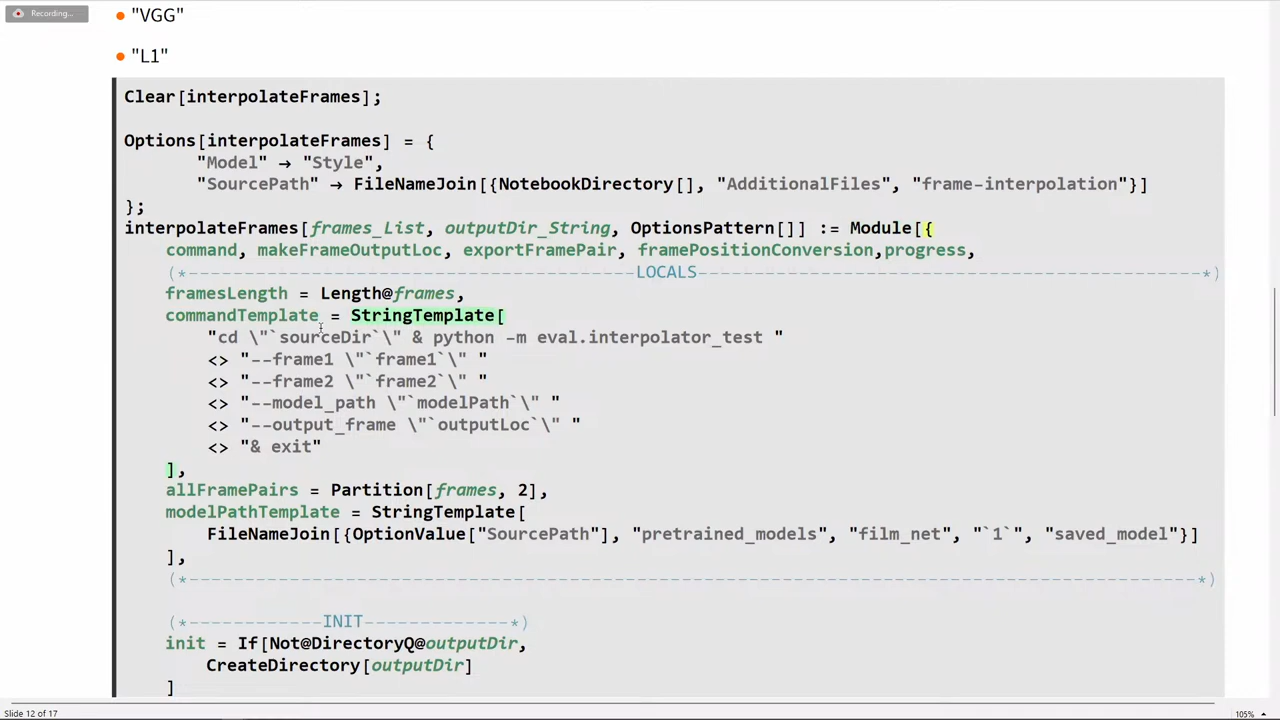 Recording...
"VGG"
"L1"
Clear[interpolateFrames];
Options[interpolateFrames] = {
"Model" → "Style",
"SourcePath" → FileNameJoin[{NotebookDirectory[], "AdditionalFiles", "frame-interpolation"}]
};
interpolateFrames[frames_List, outputDir_String, OptionsPattern[]] := Module[{
command, makeFrameOutputLoc, exportFramePair, framePositionConversion,progress,
(*--------------------------------------------LOCALS-------------------------------------------------*)
framesLength = Length@frames,
commandTemplate = StringTemplate[
"cd \"`sourceDir`\" & python -m eval.interpolator_test "
<> "--frame1 \"`frame1`\" "
<> "--frame2 \"`frame2`\" "
<> "--model_path \"`modelPath`\" "
<> "--output_frame \"`outputLoc`\" "
<> "& exit"
],
allFramePairs = Partition[frames, 2],
modelPathTemplate = StringTemplate[
FileNameJoin[{OptionValue["SourcePath"], "pretrained_models", "film_net", "`1`", "saved_model"}]
],
(*---------------------------------------------------------------------------------------------------*)
(*-------------INIT-------------*)
init = If[Not@DirectoryQ@outputDir,
CreateDirectory[outputDir]
]
Slide 12 of 17
105%